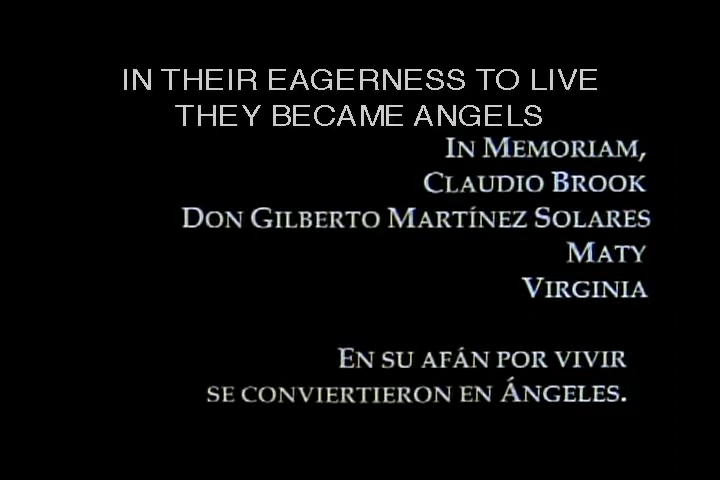 IN THEIR EAGERNESS TO LIVE
THEY BECAME ANGELS
IN MEMORIAM,
CLAUDIO BROOK
DON GILBERTO MARTÍNEZ SOLARES
MATY
VIRGINIA
EN SU AFÁN POR VIVIR
SE CONVIERTIERON EN ÁNGELES.